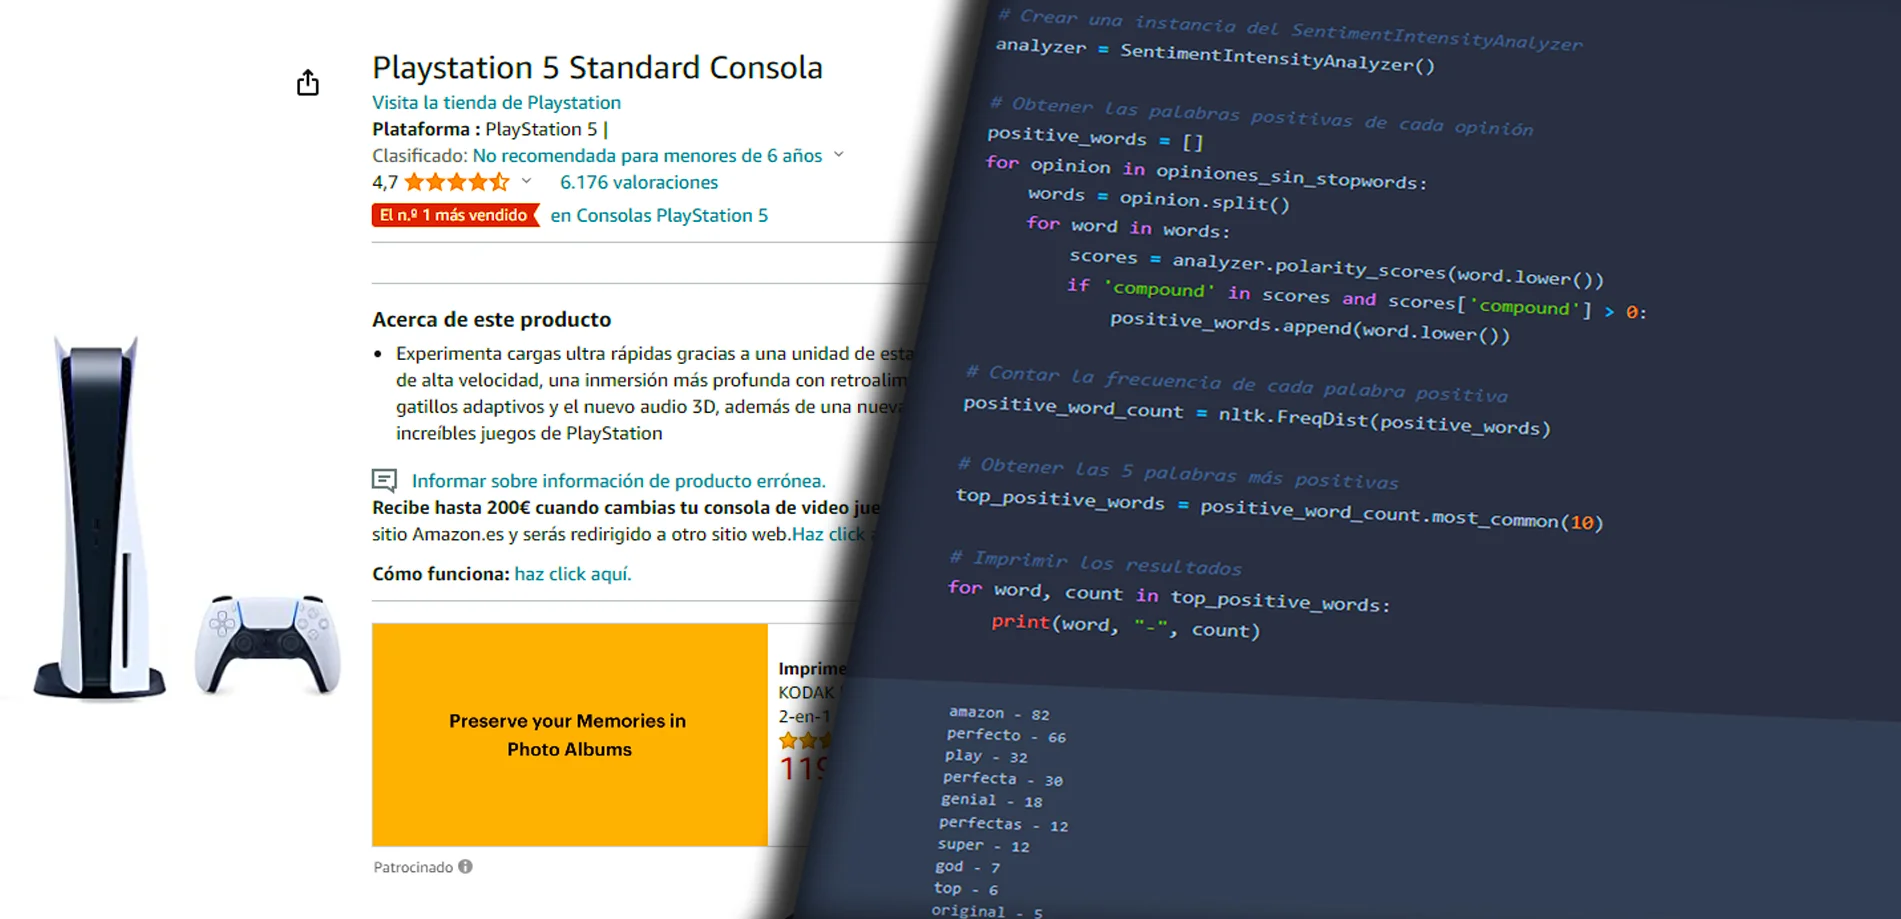 Playstation 5 Standard Consola
Visita la tienda de Playstation
Plataforma : PlayStation 5 |
Clasificado: No recomendada para menores de 6 años
4,7 6.176 valoraciones
El n.º 1 más vendido en Consolas PlayStation 5
Acerca de este producto
• Experimenta cargas ultra rápidas gracias a una unidad de esta
de alta velocidad, una inmersión más profunda con retroalim
gatillos adaptivos y el nuevo audio 3D, además de una nueva
increíbles juegos de PlayStation
Informar sobre información de producto errónea.
Recibe hasta 200€ cuando cambias tu consola de video jue
sitio Amazon.es y serás redirigido a otro sitio web.Haz click a
Cómo funciona: haz click aquí.
Preserve your Memories in
Photo Albums
Imprime
KODAK
2-en-1
119
Patrocinado
# Crear una instancia del SentimentIntensityAnalyzer
analyzer = SentimentIntensityAnalyzer()
# Obtener las palabras positivas de cada opinión
positive_words = []
for opinion in opiniones_sin_stopwords:
words = opinion.split()
for word in words:
scores = analyzer.polarity_scores(word.lower())
if 'compound' in scores and scores['compound'] > 0:
positive_words.append(word.lower())
# Contar la frecuencia de cada palabra positiva
positive_word_count = nltk.FreqDist(positive_words)
# Obtener las 5 palabras más positivas
top_positive_words = positive_word_count.most_common(10)
# Imprimir los resultados
for word, count in top_positive_words:
print(word, "-", count)
amazon - 82
perfecto - 66
play - 32
perfecta - 30
genial - 18
perfectas - 12
super - 12
god - 7
top - 6
original - 5